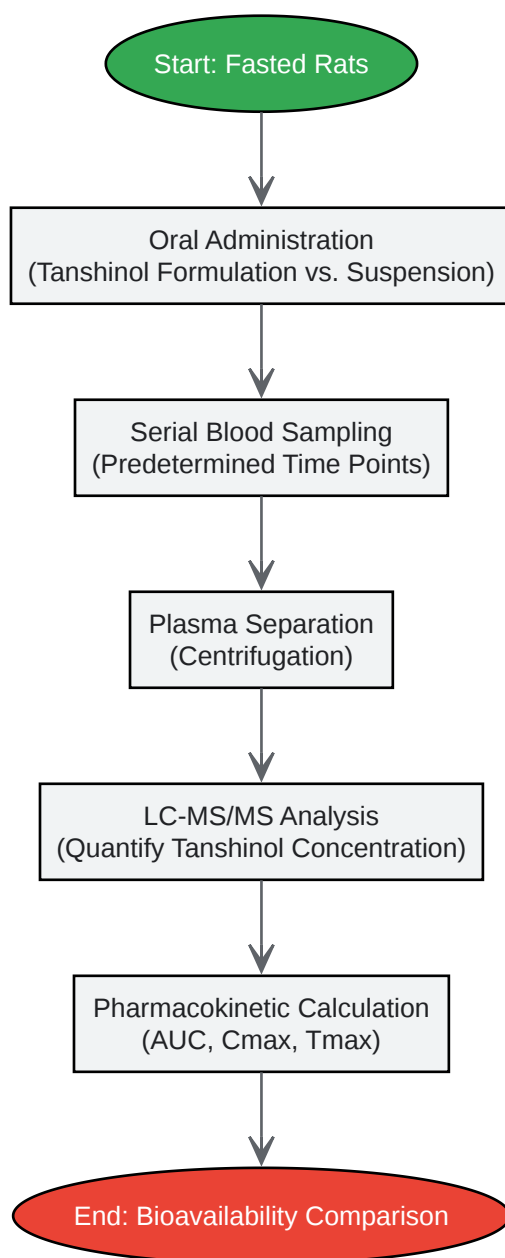 Start: Fasted Rats
Oral Administration
(Tanshinol Formulation vs. Suspension)
Serial Blood Sampling
(Predetermined Time Points)
Plasma Separation
(Centrifugation)
LC-MS/MS Analysis
(Quantify Tanshinol Concentration)
Pharmacokinetic Calculation
(AUC, Cmax, Tmax)
End: Bioavailability Comparison